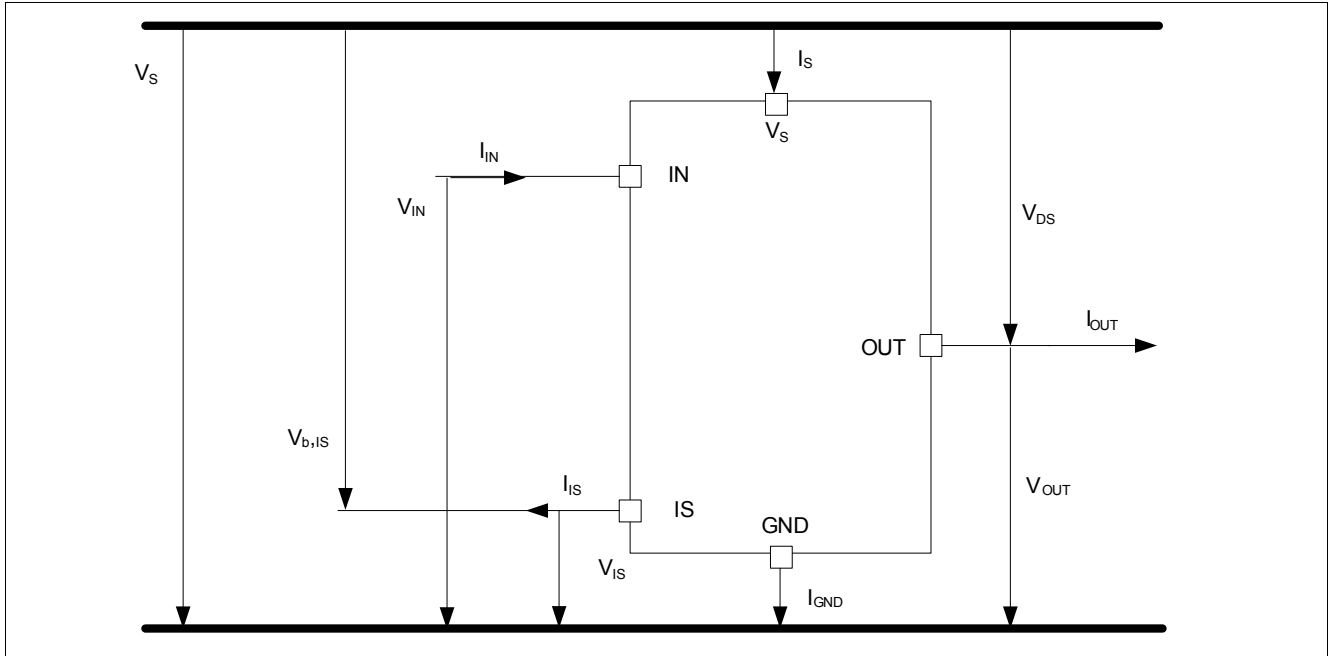 V_S
I_S
V_S
I_IN
IN
V_IN
V_DS
I_OUT
OUT
V_b,IS
I_IS
IS
V_OUT
GND
V_IS
I_GND